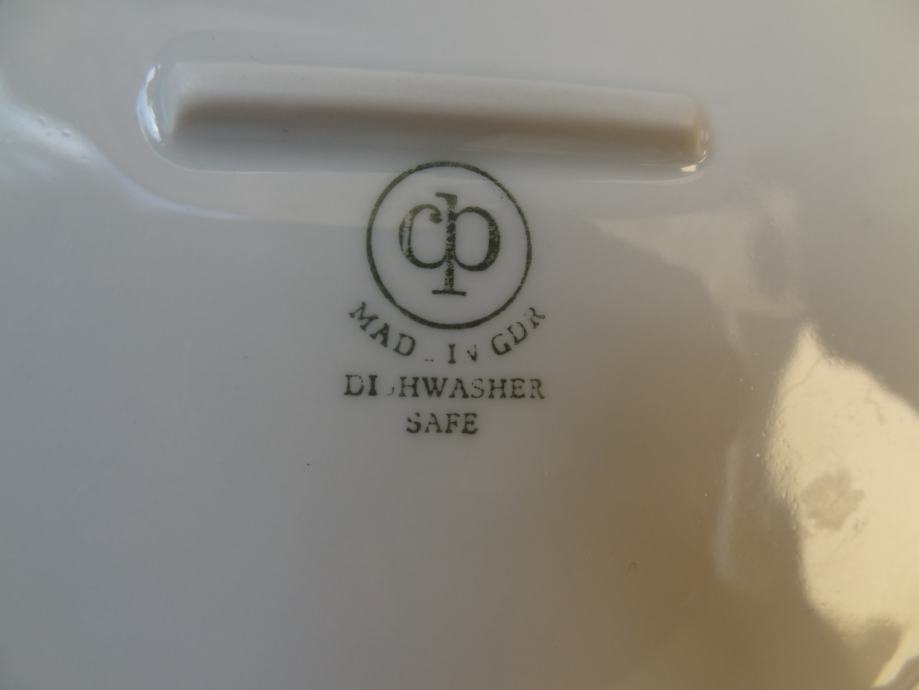 cp
MADE IN GDR
DISHWASHER
SAFE